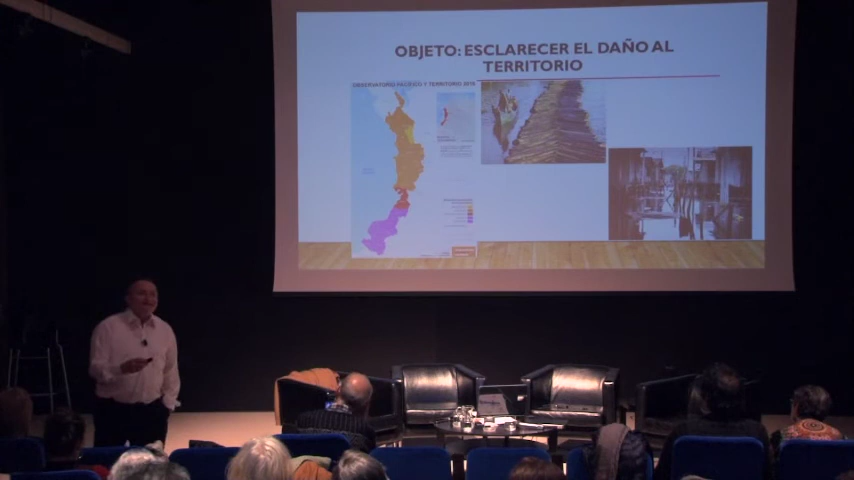 OBJETO: ESCLARECER EL DAÑO AL
TERRITORIO
OBSERVATORIO PACÍFICO Y TERRITORIO